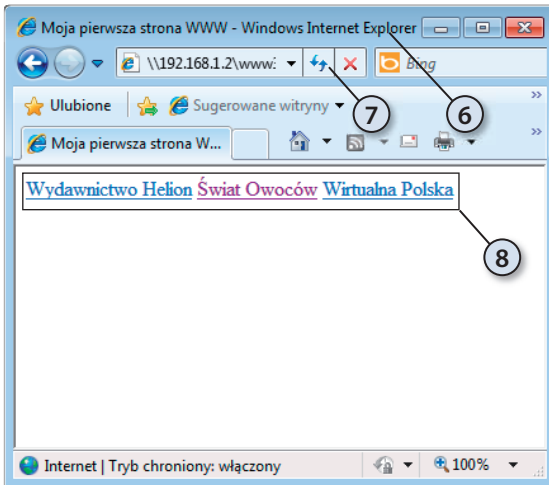 Moja pierwsza strona WWW - Windows Internet Explorer
\\192.168.1.2\www: Bing
Ulubione Sugerowane witryny
7 6
Moja pierwsza strona W...
Wydawnictwo Helion Świat Owoców Wirtualna Polska
8
Internet | Tryb chroniony: włączony 100%